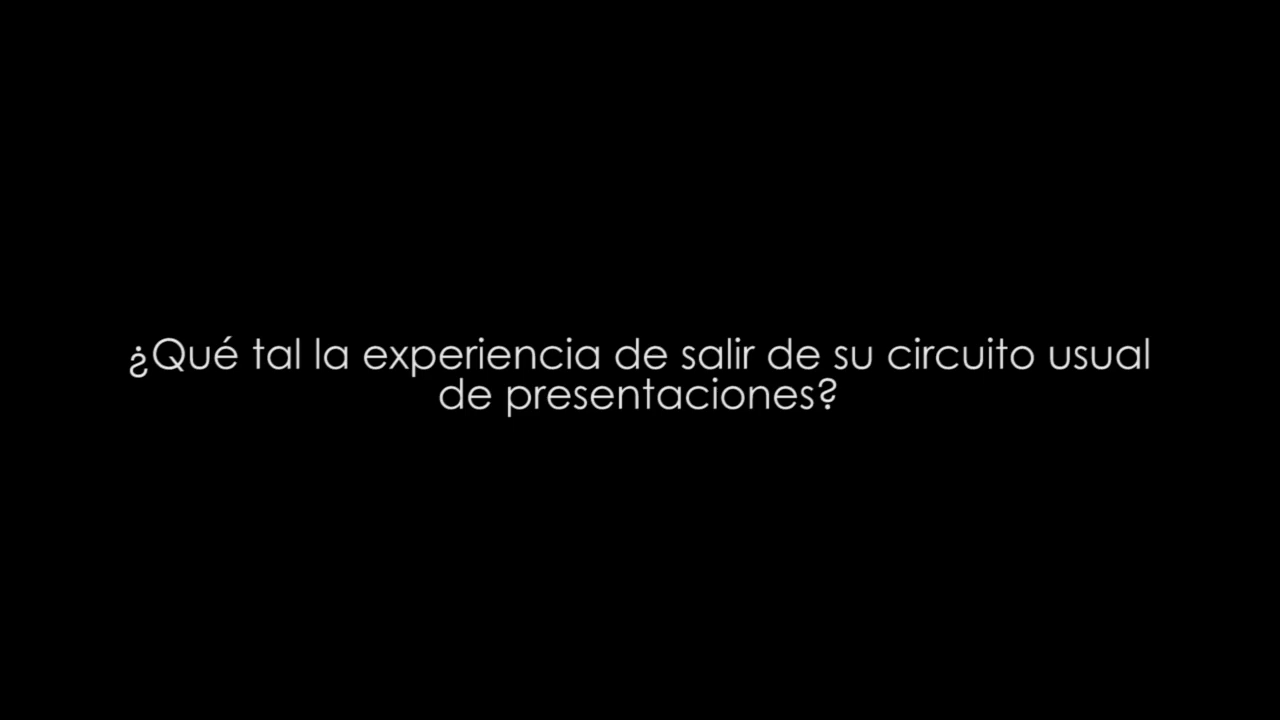 ¿Qué tal la experiencia de salir de su circuito usual
de presentaciones?